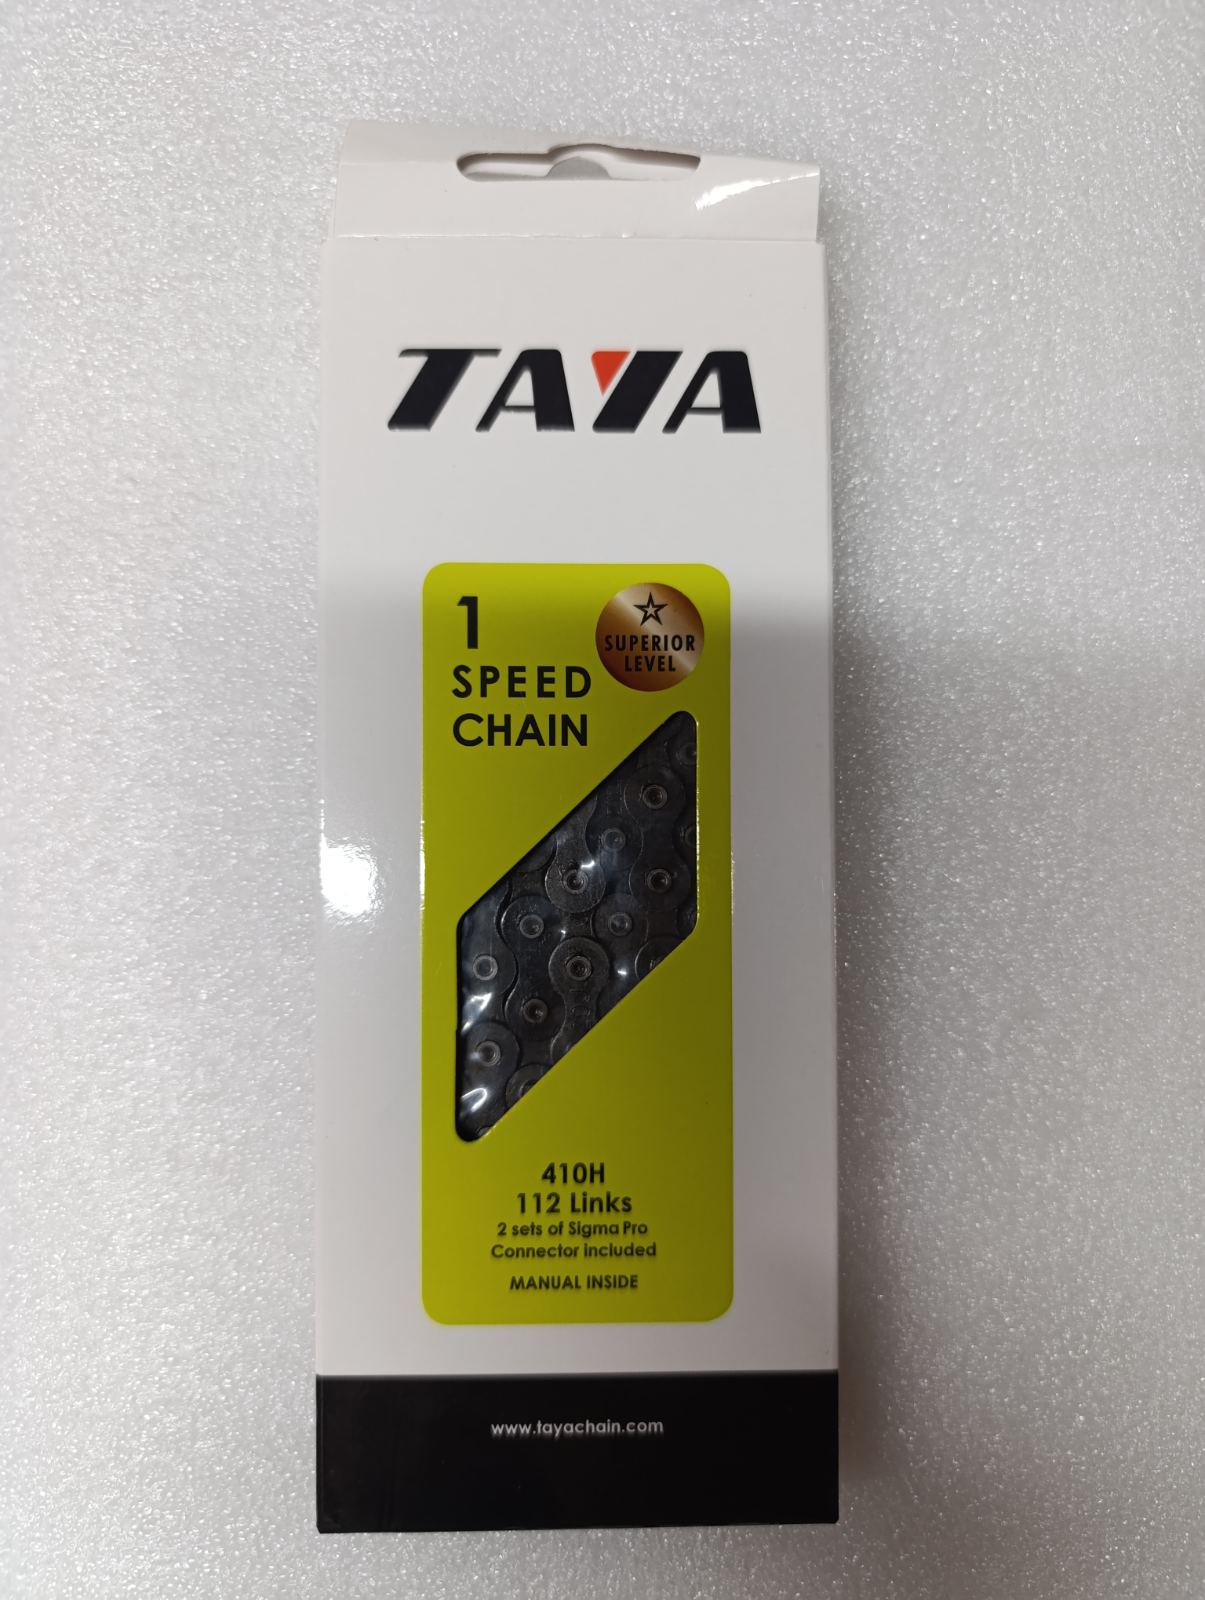 TAYA
1
SPEED
CHAIN
SUPERIOR
LEVEL
410H
112 Links
2 sets of Sigma Pro
Connector included
MANUAL INSIDE
www.tayachain.com